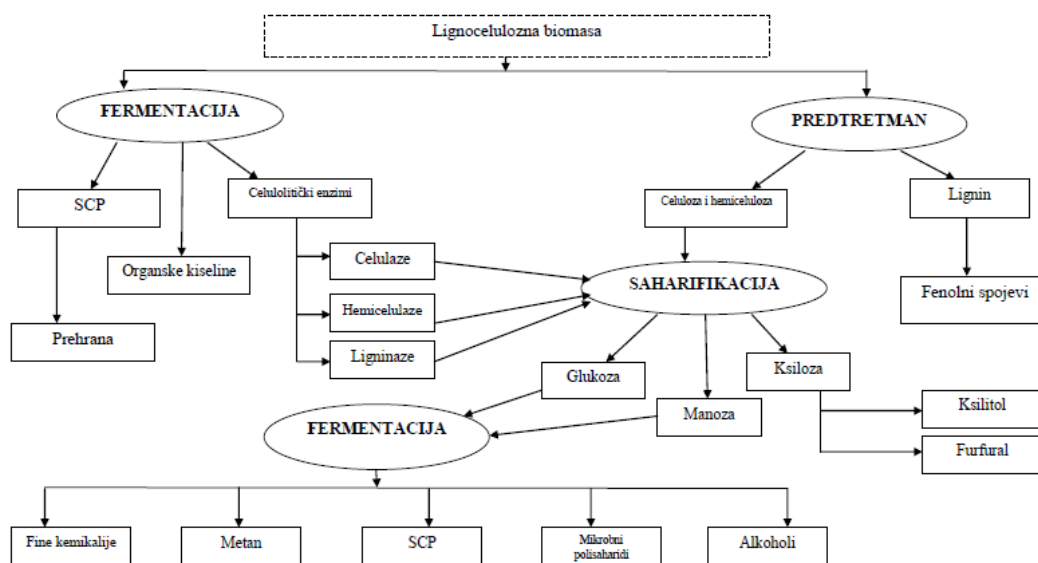 Lignocelulozna biomasa
FERMENTACIJA
PREDTRETMAN
SCP
Celulolitički enzimi
Celuloza i hemiceluloza
Lignin
Organske kiseline
Celulaze
SAHARIFIKACIJA
Fenolni spojevi
Hemicelulaze
Prehrana
Ligninaze
Glukoza
Ksiloza
Manoza
Ksilitol
FERMENTACIJA
Furfural
Fine kemikalije
Metan
SCP
Mikrobni
polisaharidi
Alkoholi